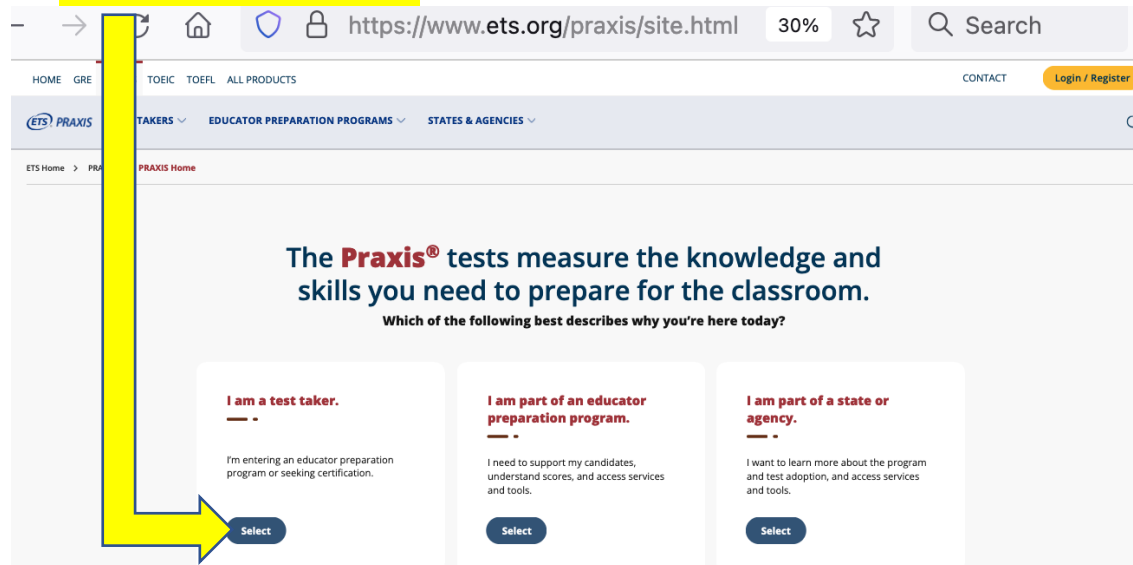 https://www.ets.org/praxis/site.html 30% Search
HOME GRE TOEIC TOEFL ALL PRODUCTS CONTACT Login / Register
ETS PRAXIS TAKERS EDUCATOR PREPARATION PROGRAMS STATES & AGENCIES
ETS Home > PRA PRAXIS Home
The Praxis® tests measure the knowledge and
skills you need to prepare for the classroom.
Which of the following best describes why you're here today?
I am a test taker.
I'm entering an educator preparation
program or seeking certification.
Select
I am part of an educator
preparation program.
I need to support my candidates,
understand scores, and access services
and tools.
Select
I am part of a state or
agency.
I want to learn more about the program
and test adoption, and access services
and tools.
Select